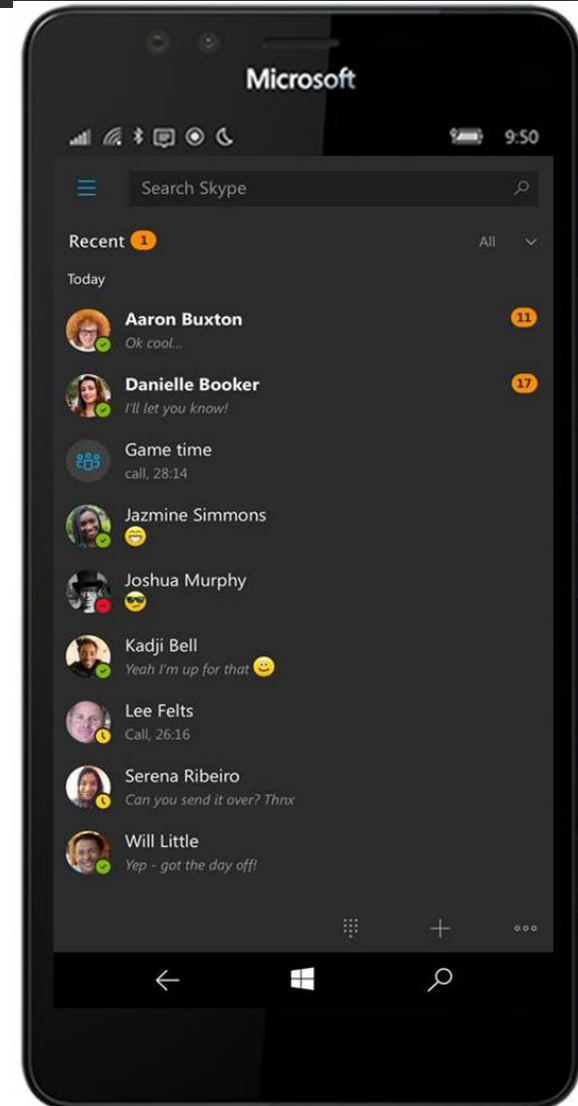 Microsoft
9:50
Search Skype
Recent 1
All
Today
Aaron Buxton
11
Ok cool...
Danielle Booker
17
I'll let you know!
Game time
call, 28:14
Jazmine Simmons
Joshua Murphy
Kadji Bell
Yeah I'm up for that
Lee Felts
Call, 26:16
Serena Ribeiro
Can you send it over? Thnx
Will Little
Yep - got the day off!